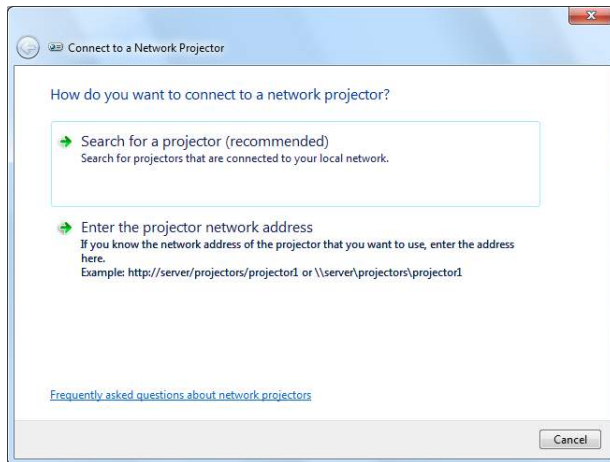 Connect to a Network Projector
How do you want to connect to a network projector?
Search for a projector (recommended)
Search for projectors that are connected to your local network.
Enter the projector network address
If you know the network address of the projector that you want to use, enter the address
here.
Example: http://server/projectors/projector1 or \\server\projectors\projector1
Frequently asked questions about network projectors
Cancel